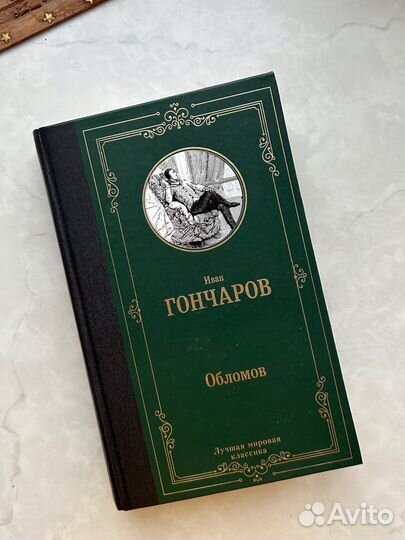 Иван
ГОНЧАРОВ
Обломов
Лучшая мировая
классика
Avito